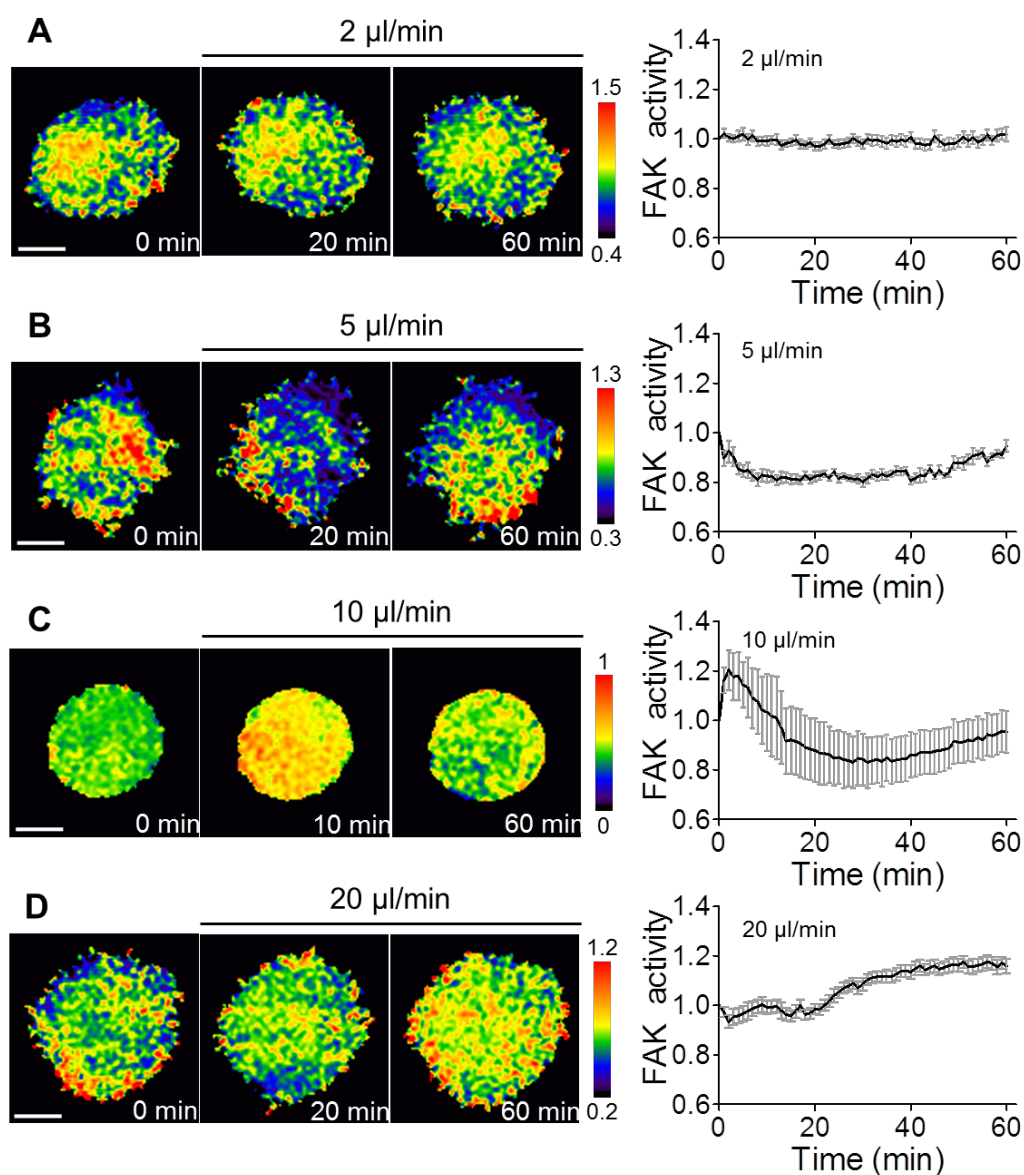 A
2 µl/min
0 min
20 min
60 min
1.5
0.4
FAK activity
1.4
1.2
1.0
0.8
0.6
2 µl/min
0 20 40 60
Time (min)
B
5 µl/min
0 min
20 min
60 min
1.3
0.3
FAK activity
1.4
1.2
1.0
0.8
0.6
5 µl/min
0 20 40 60
Time (min)
C
10 µl/min
0 min
10 min
60 min
1
0
FAK activity
1.4
1.2
1.0
0.8
0.6
10 µl/min
0 20 40 60
Time (min)
D
20 µl/min
0 min
20 min
60 min
1.2
0.2
FAK activity
1.4
1.2
1.0
0.8
0.6
20 µl/min
0 20 40 60
Time (min)